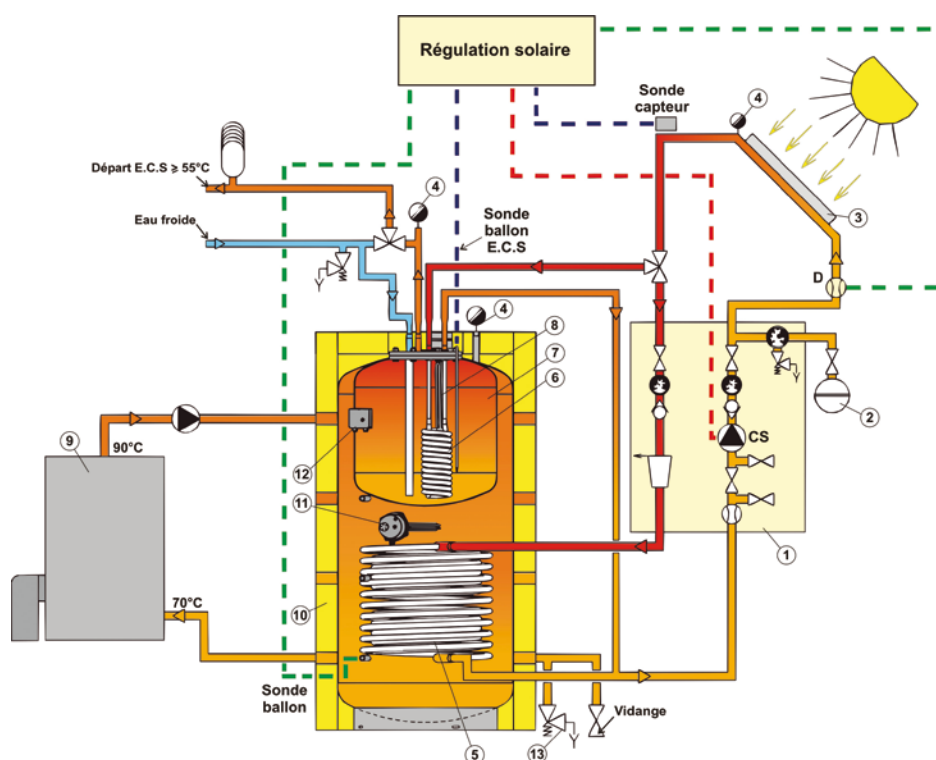 Régulation solaire
Sonde
capteur
4
Départ E.C.S ≥ 55°C
4
Eau froide
Sonde
ballon
E.C.S
3
D
4
8
7
6
2
CS
9
90°C
12
11
1
10
70°C
Sonde
ballon
5
13
Vidange